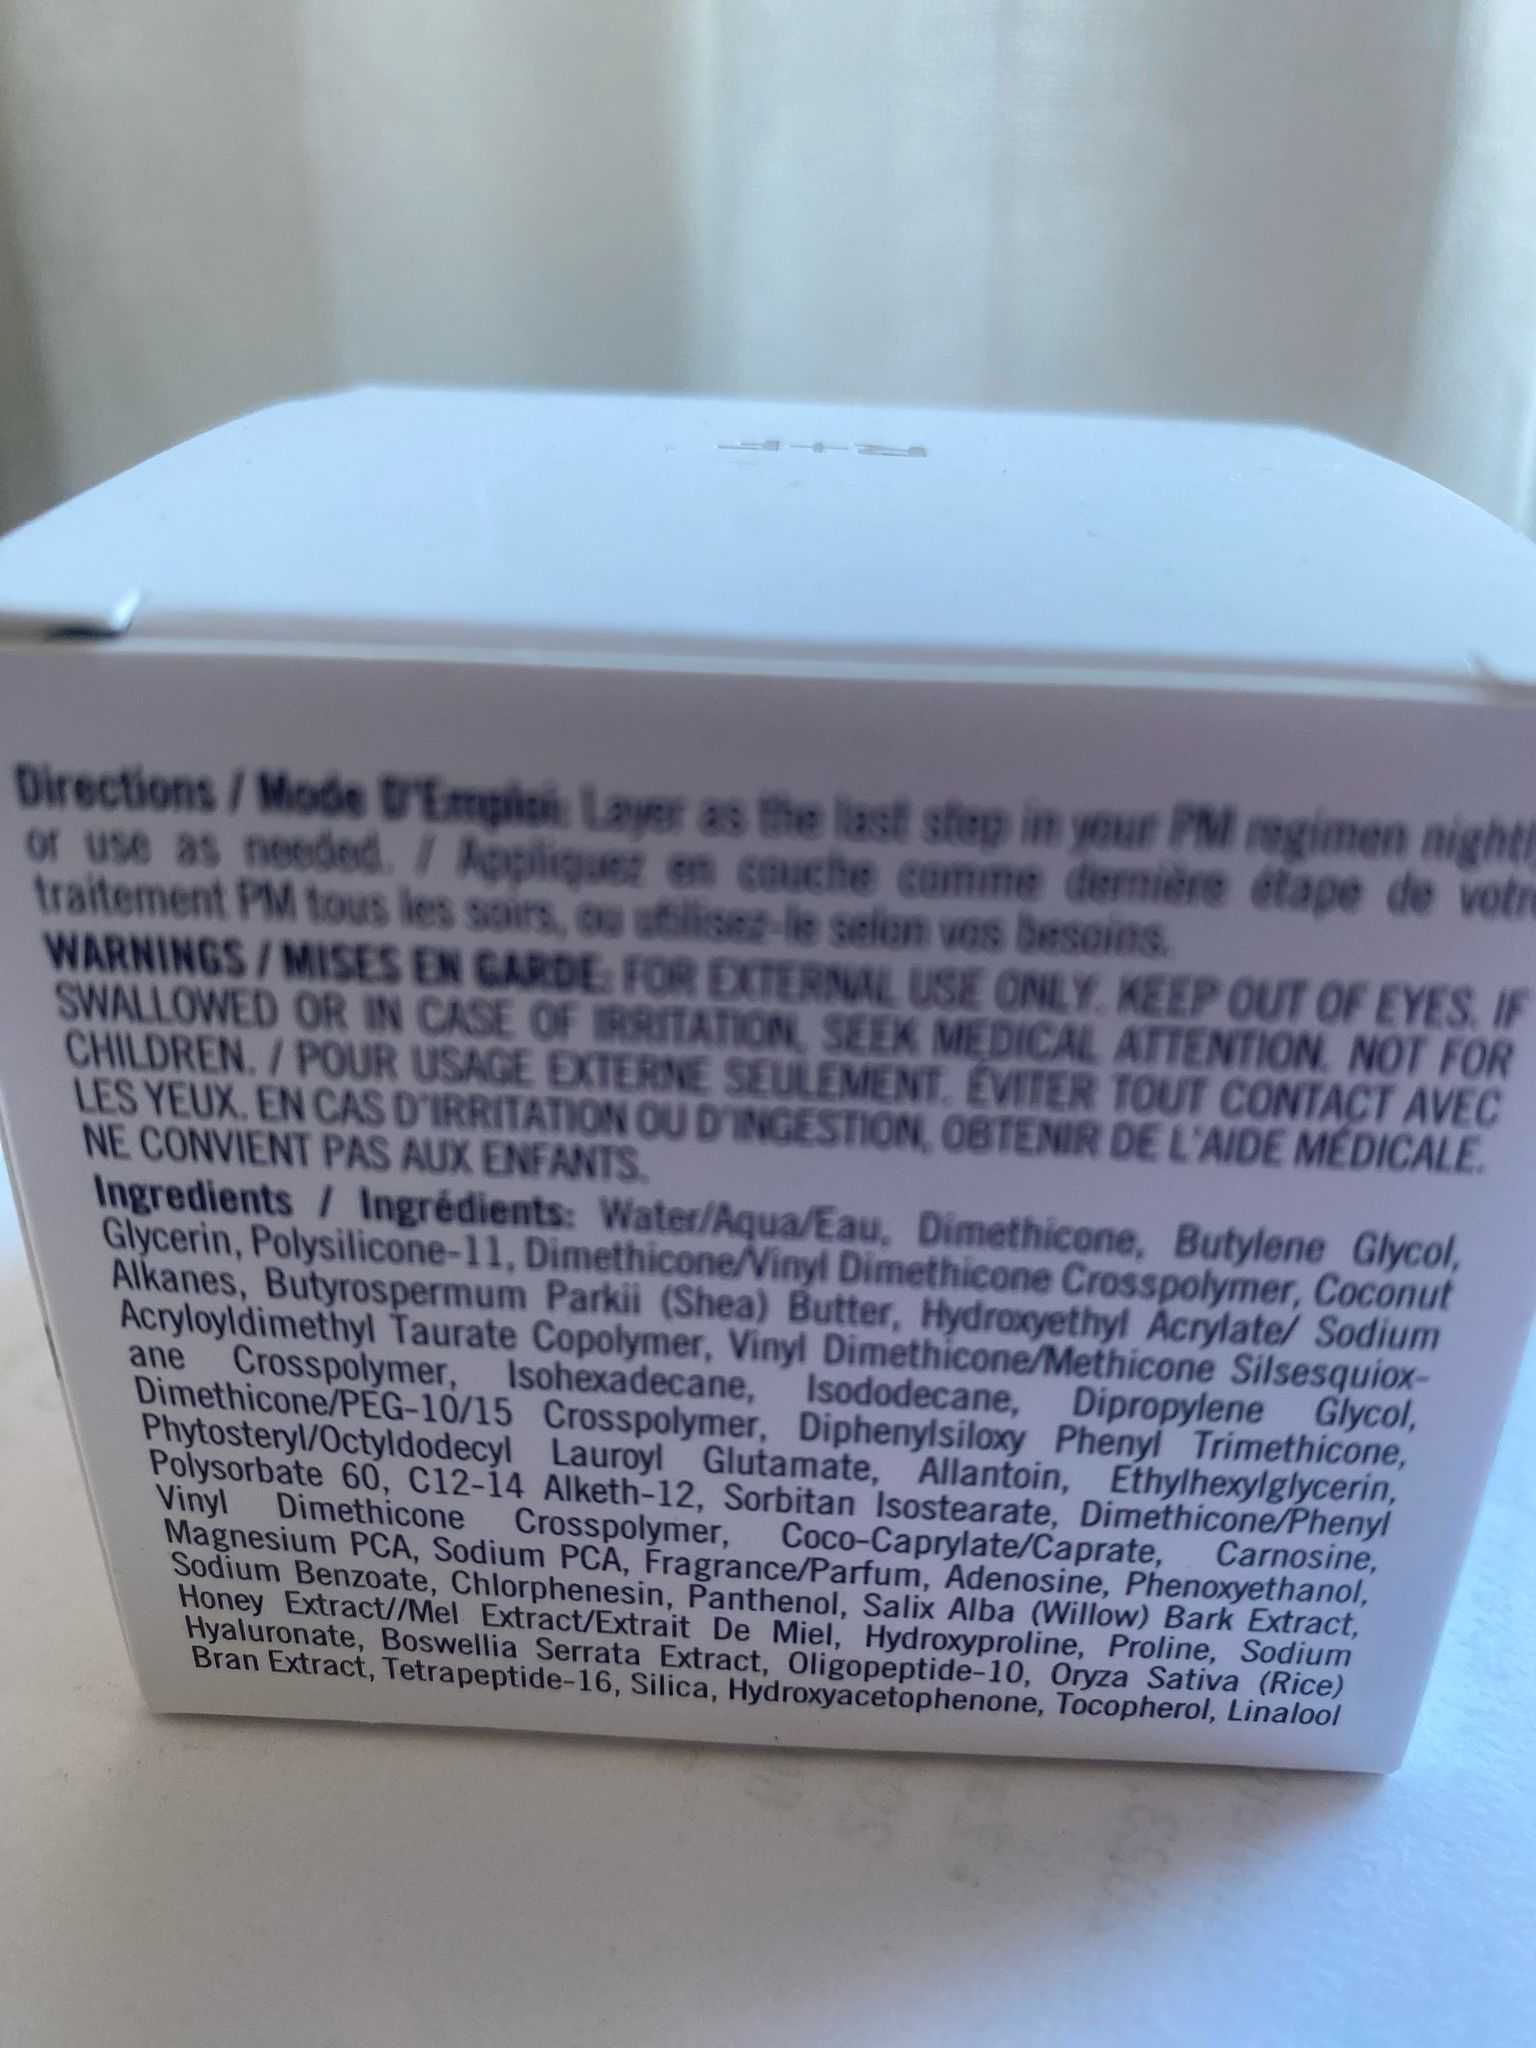 Directions / Mode D'Emploi: Layer as the last step in your PM regimen
or use as needed. / Appliquez en couche comme dernière étape de
traitement PM tous les soirs, ou utilisez-le selon vos besoins.
WARNINGS / MISES EN GARDE: FOR EXTERNAL USE ONLY. KEEP OUT OF EYES. IF
SWALLOWED OR IN CASE OF IRRITATION, SEEK MEDICAL ATTENTION. NOT FOR
CHILDREN. / POUR USAGE EXTERNE SEULEMENT. ÉVITER TOUT CONTACT AVEC
LES YEUX. EN CAS D'IRRITATION OU D'INGESTION, OBTENIR DE L'AIDE MÉDICALE.
NE CONVIENT PAS AUX ENFANTS.
Ingredients / Ingrédients: Water/Aqua/Eau, Dimethicone, Butylene Glycol,
Glycerin, Polysilicone-11, Dimethicone/Vinyl Dimethicone Crosspolymer, Coconut
Alkanes, Butyrospermum Parkii (Shea) Butter, Hydroxyethyl Acrylate/ Sodium
Acryloyldimethyl Taurate Copolymer, Vinyl Dimethicone/Methicone Silsesquiox-
ane Crosspolymer, Isohexadecane, Isododecane, Dipropylene Glycol,
Dimethicone/PEG-10/15 Crosspolymer, Diphenylsiloxy Phenyl Trimethicone,
Phytosteryl/Octyldodecyl Lauroyl Glutamate, Allantoin, Ethylhexylglycerin,
Polysorbate 60, C12-14 Alketh-12, Sorbitan Isostearate, Dimethicone/Phenyl
Vinyl Dimethicone Crosspolymer, Coco-Caprylate/Caprate, Carnosine,
Magnesium PCA, Sodium PCA, Fragrance/Parfum, Adenosine, Phenoxyethanol,
Sodium Benzoate, Chlorphenesin, Panthenol, Salix Alba (Willow) Bark Extract,
Honey Extract//Mel Extract/Extrait De Miel, Hydroxyproline, Proline, Sodium
Hyaluronate, Boswellia Serrata Extract, Oligopeptide-10, Oryza Sativa (Rice)
Bran Extract, Tetrapeptide-16, Silica, Hydroxyacetophenone, Tocopherol, Linalool